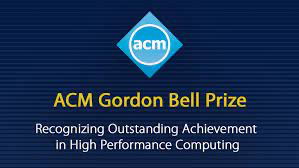 acm
ACM Gordon Bell Prize
Recognizing Outstanding Achievement
in High Performance Computing